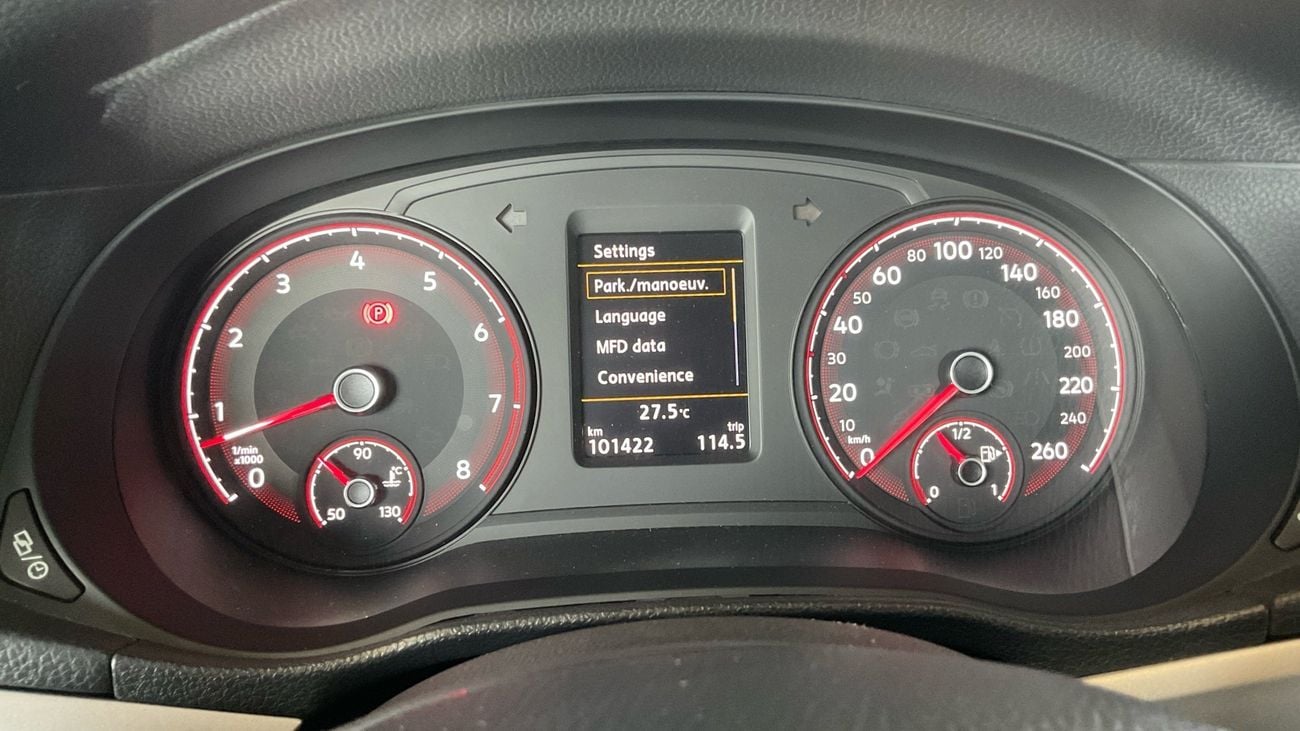 Settings
Park./manoeuv.
Language
MFD data
Convenience
27.5°C
km trip
101422 114.5
0 1 2 3 4 5 6 7 8
1/min
x1000
P
50 90 130
°C
0 10 20 30 40 50 60 80 100 120 140 160 180 200 220 240 260
km/h
0 1/2 1